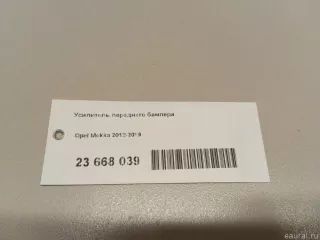 Усилитель переднего бампера
Opel Mokka 2012-2019
23 668 039
eaural.ru